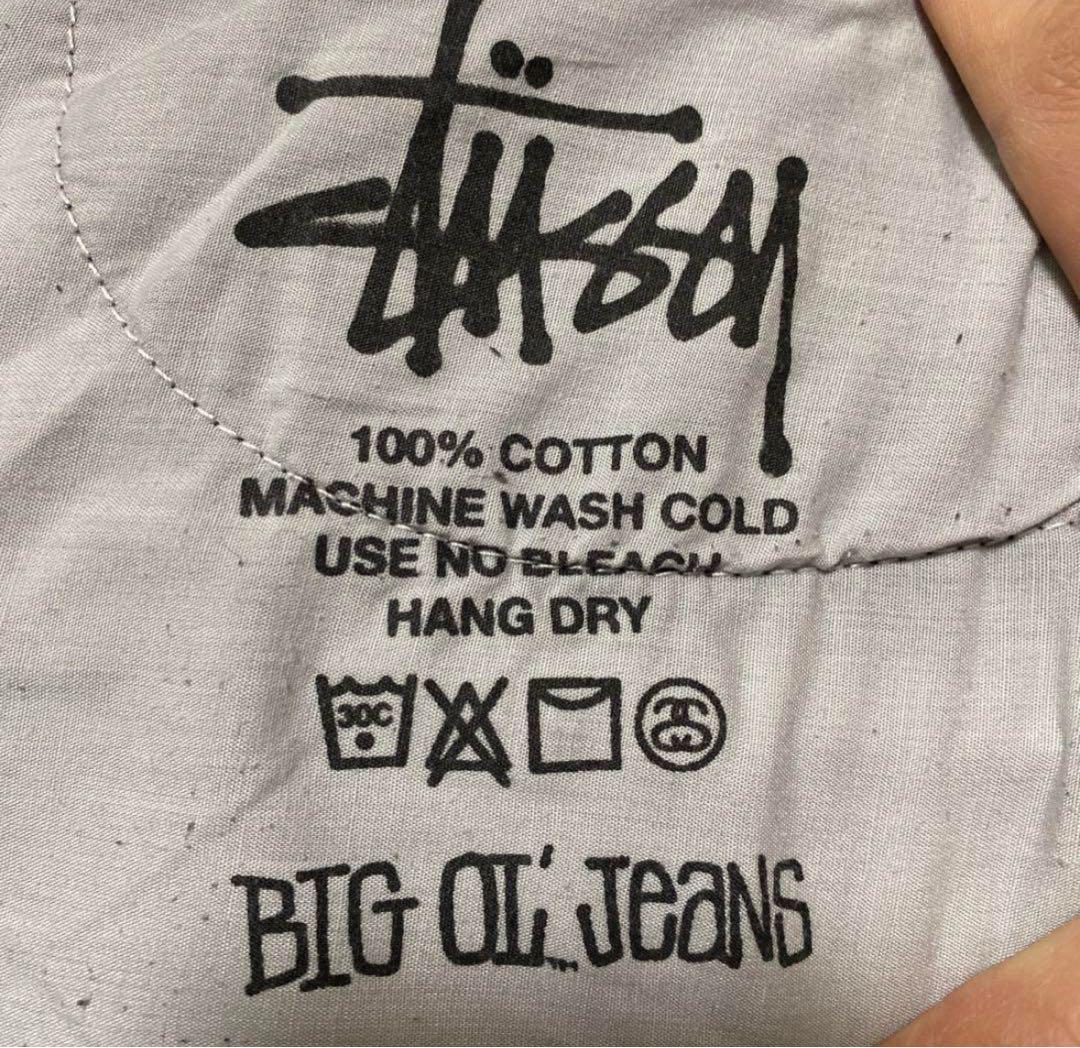 Stüssy
100% COTTON
MACHINE WASH COLD
USE NO BLEACH
HANG DRY
30C
BIG OL' JeaNS